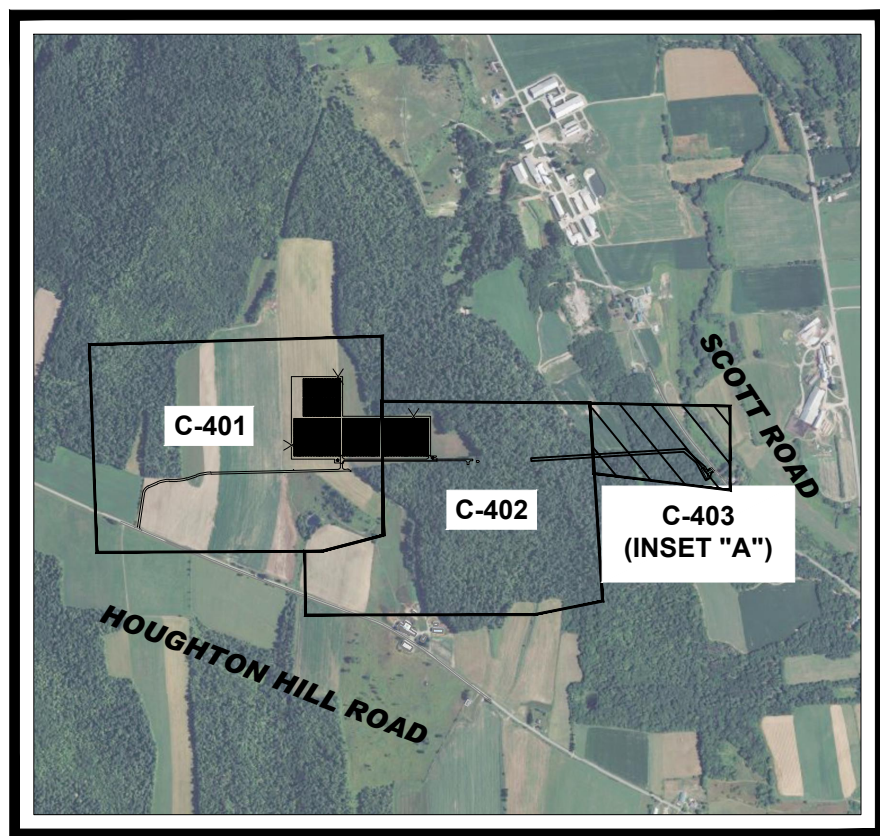 SCOTT ROAD
C-401
C-402
C-403
(INSET "A")
HOUGHTON HILL ROAD